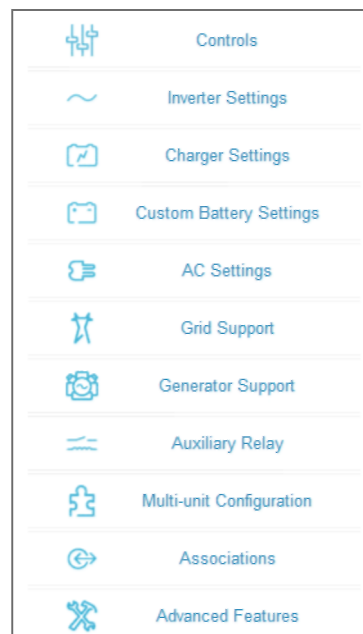 Controls
Inverter Settings
Charger Settings
Custom Battery Settings
AC Settings
Grid Support
Generator Support
Auxiliary Relay
Multi-unit Configuration
Associations
Advanced Features